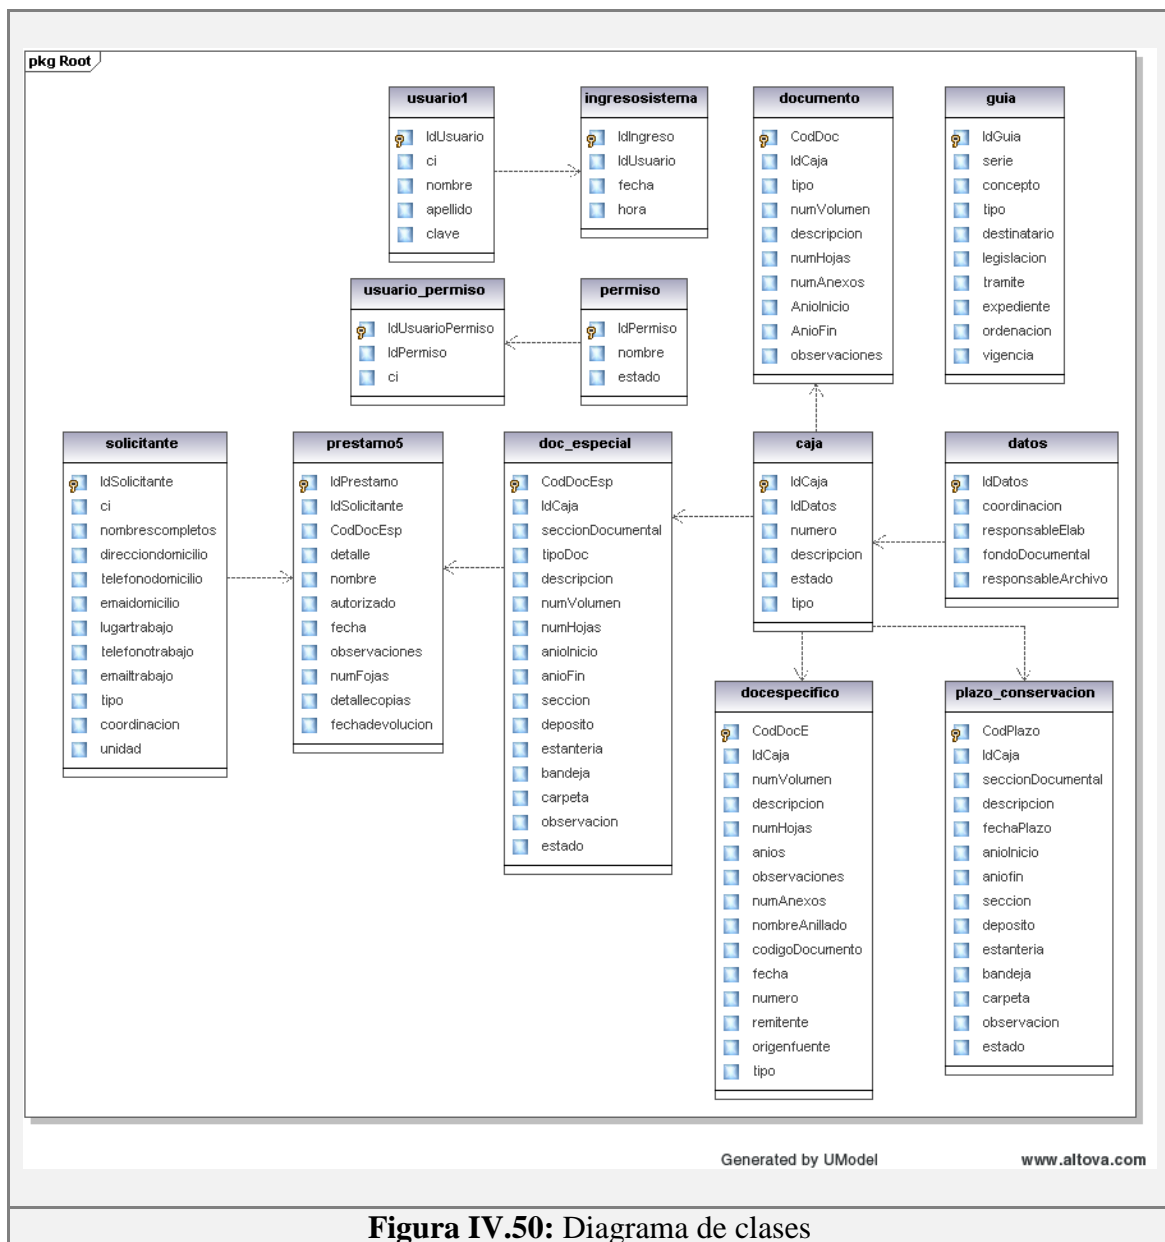 pkg Root
usuario1
IdUsuario
ci
nombre
apellido
clave
ingresosistema
IdIngreso
IdUsuario
fecha
hora
documento
CodDoc
IdCaja
tipo
numVolumen
descripcion
numHojas
numAnexos
AnioInicio
AnioFin
observaciones
guia
IdGuia
serie
concepto
tipo
destinatario
legislacion
tramite
expediente
ordenacion
vigencia
usuario_permiso
IdUsuarioPermiso
IdPermiso
ci
permiso
IdPermiso
nombre
estado
solicitante
IdSolicitante
ci
nombrescompletos
direcciondomicilio
telefonodomicilio
emaidomicilio
lugartrabajo
telefonotrabajo
emailtrabajo
tipo
coordinacion
unidad
prestamo5
IdPrestamo
IdSolicitante
CodDocEsp
detalle
nombre
autorizado
fecha
observaciones
numFojas
detallecopias
fechadevolucion
doc_especial
CodDocEsp
IdCaja
seccionDocumental
tipoDoc
descripcion
numVolumen
numHojas
anioInicio
anioFin
seccion
deposito
estanteria
bandeja
carpeta
observacion
estado
caja
IdCaja
IdDatos
numero
descripcion
estado
tipo
datos
IdDatos
coordinacion
responsableElab
fondoDocumental
responsableArchivo
docespecifico
CodDocE
IdCaja
numVolumen
descripcion
numHojas
anios
observaciones
numAnexos
nombreAnillado
codigoDocumento
fecha
numero
remitente
origenfuente
tipo
plazo_conservacion
CodPlazo
IdCaja
seccionDocumental
descripcion
fechaPlazo
anioInicio
aniofin
seccion
deposito
estanteria
bandeja
carpeta
observacion
estado
Generated by UModel
www.altova.com
Figura IV.50: Diagrama de clases